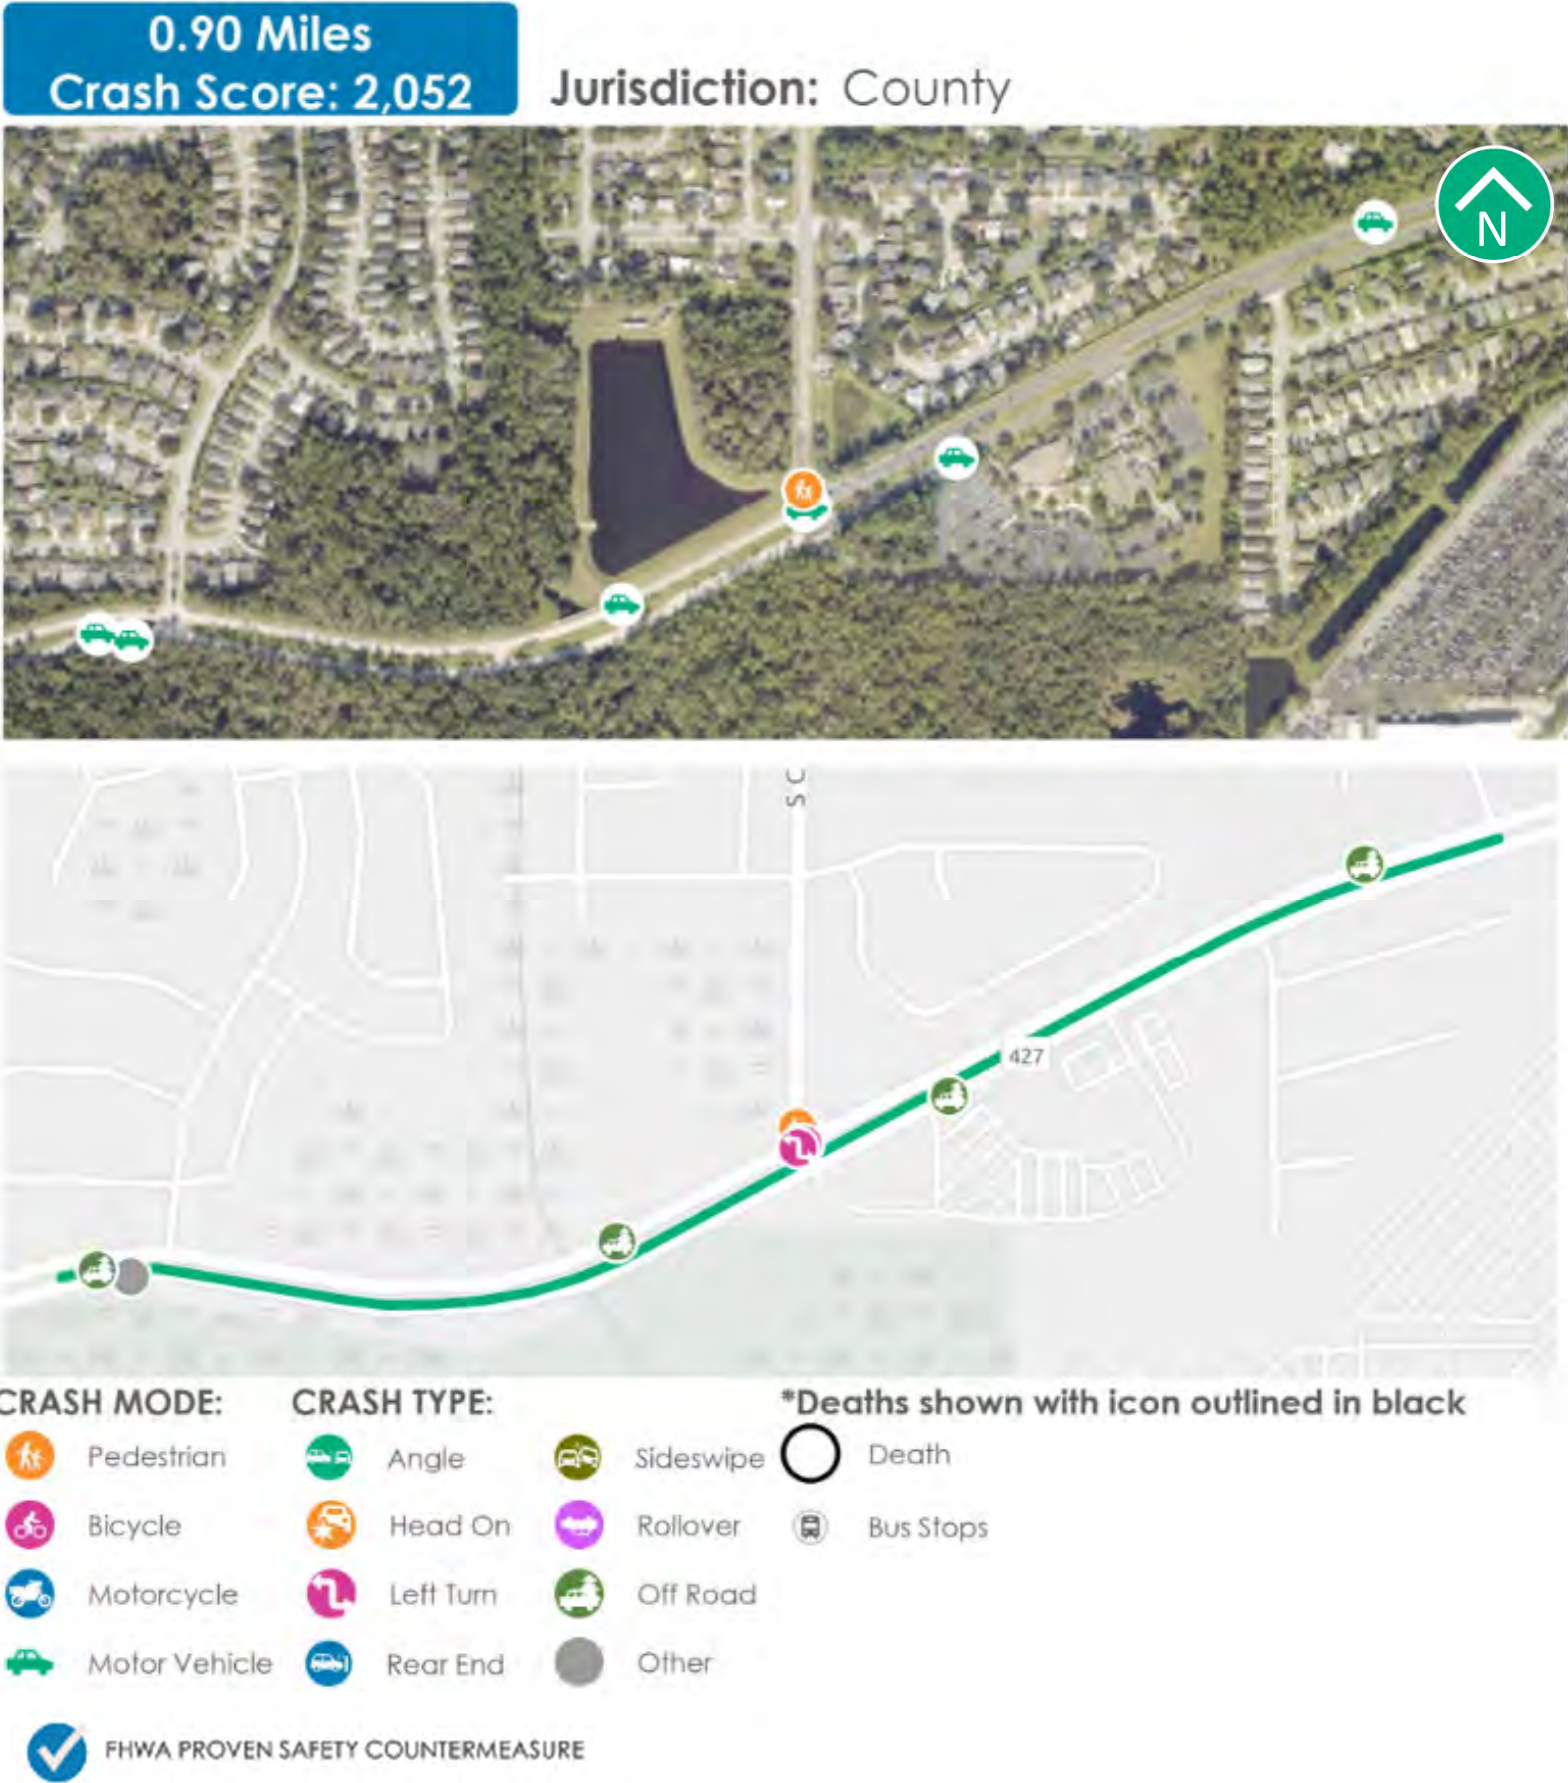 0.90 Miles
Crash Score: 2,052
Jurisdiction: County
N
S C
427
CRASH MODE:
Pedestrian
Bicycle
Motorcycle
Motor Vehicle
CRASH TYPE:
Angle
Head On
Left Turn
Rear End
Sideswipe
Rollover
Off Road
Other
*Deaths shown with icon outlined in black
Death
Bus Stops
FHWA PROVEN SAFETY COUNTERMEASURE